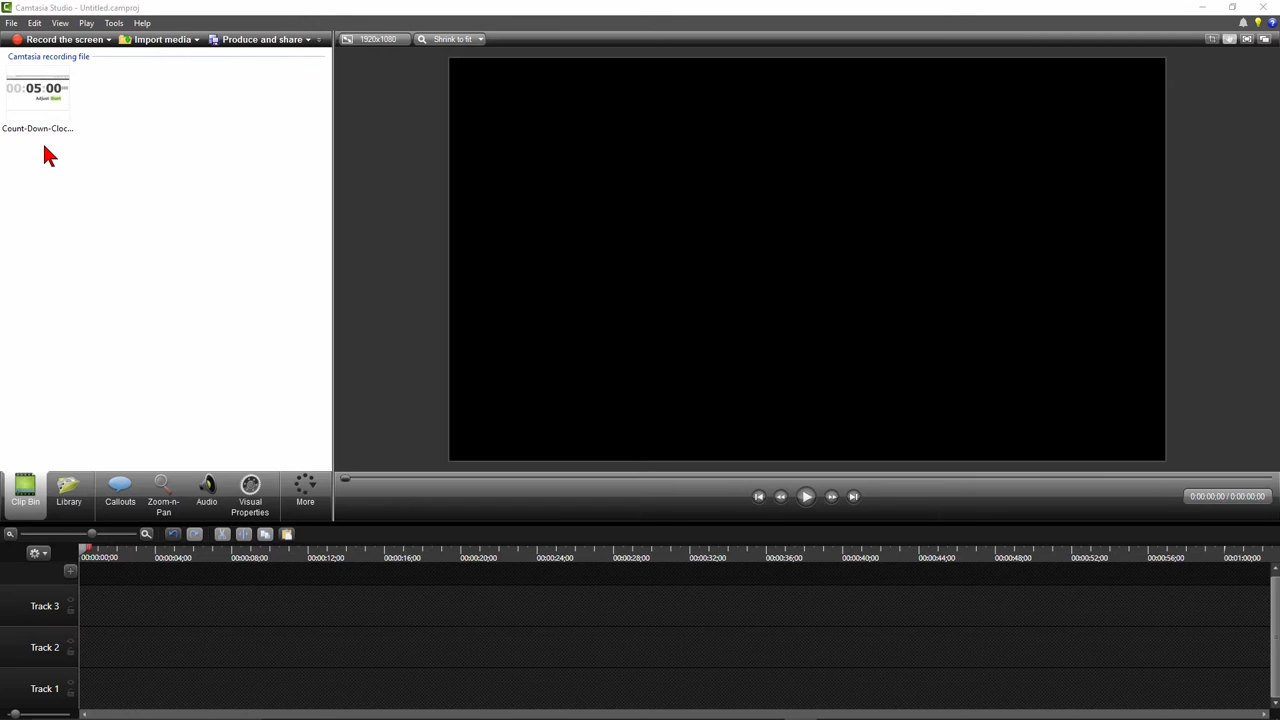 Camtasia Studio - Untitled.camproj
File Edit View Play Tools Help
Record the screen Import media Produce and share 1920x1080 Shrink to fit
Camtasia recording file
00:05:00
Adjust Start
Count-Down-Cloc...
Clip Bin Library Callouts Zoom-n-Pan Audio Visual Properties More
0:00:00;00 / 0:00:00;00
00:00:00;00 00:00:04;00 00:00:08;00 00:00:12;00 00:00:16;00 00:00:20;00 00:00:24;00 00:00:28;00 00:00:32;00 00:00:36;00 00:00:40;00 00:00:44;00 00:00:48;00 00:00:52;00 00:00:56;00 00:01:00;00
Track 3
Track 2
Track 1